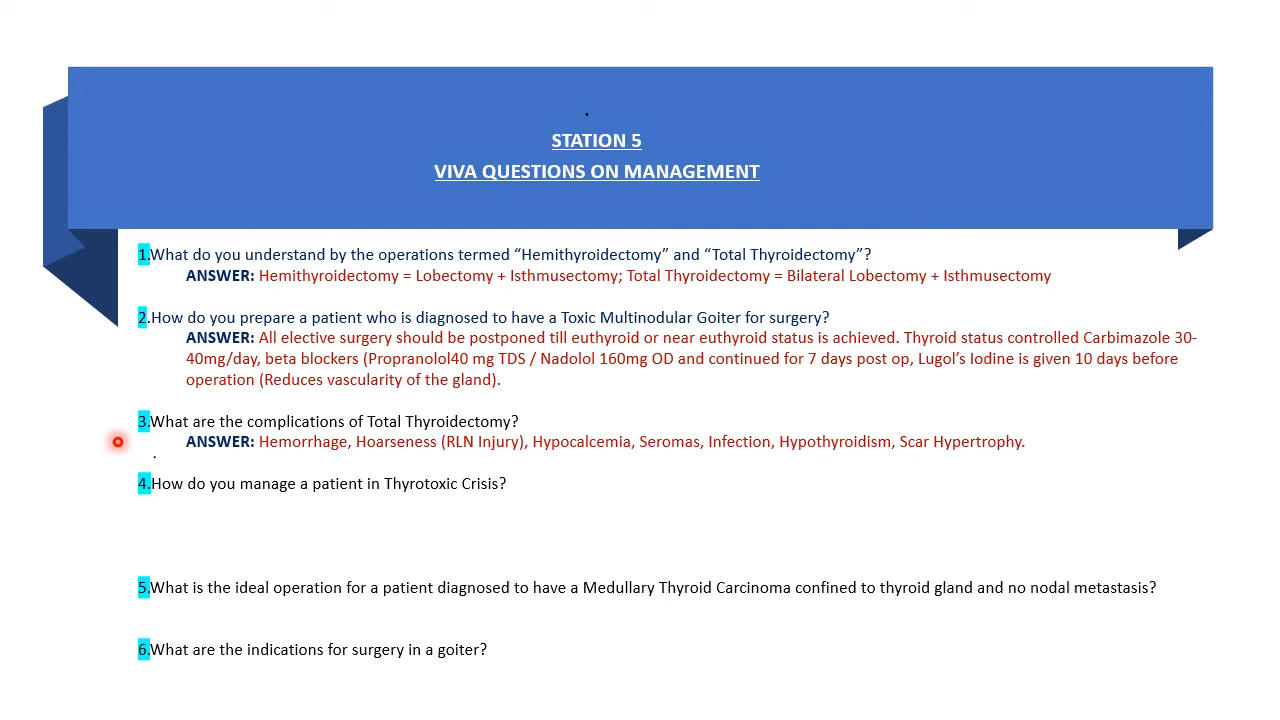 STATION 5
VIVA QUESTIONS ON MANAGEMENT
1.What do you understand by the operations termed “Hemithyroidectomy” and “Total Thyroidectomy”?
ANSWER: Hemithyroidectomy = Lobectomy + Isthmusectomy; Total Thyroidectomy = Bilateral Lobectomy + Isthmusectomy
2.How do you prepare a patient who is diagnosed to have a Toxic Multinodular Goiter for surgery?
ANSWER: All elective surgery should be postponed till euthyroid or near euthyroid status is achieved. Thyroid status controlled Carbimazole 30-
40mg/day, beta blockers (Propranolol40 mg TDS / Nadolol 160mg OD and continued for 7 days post op, Lugol’s Iodine is given 10 days before
operation (Reduces vascularity of the gland).
3.What are the complications of Total Thyroidectomy?
ANSWER: Hemorrhage, Hoarseness (RLN Injury), Hypocalcemia, Seromas, Infection, Hypothyroidism, Scar Hypertrophy.
4.How do you manage a patient in Thyrotoxic Crisis?
5.What is the ideal operation for a patient diagnosed to have a Medullary Thyroid Carcinoma confined to thyroid gland and no nodal metastasis?
6.What are the indications for surgery in a goiter?